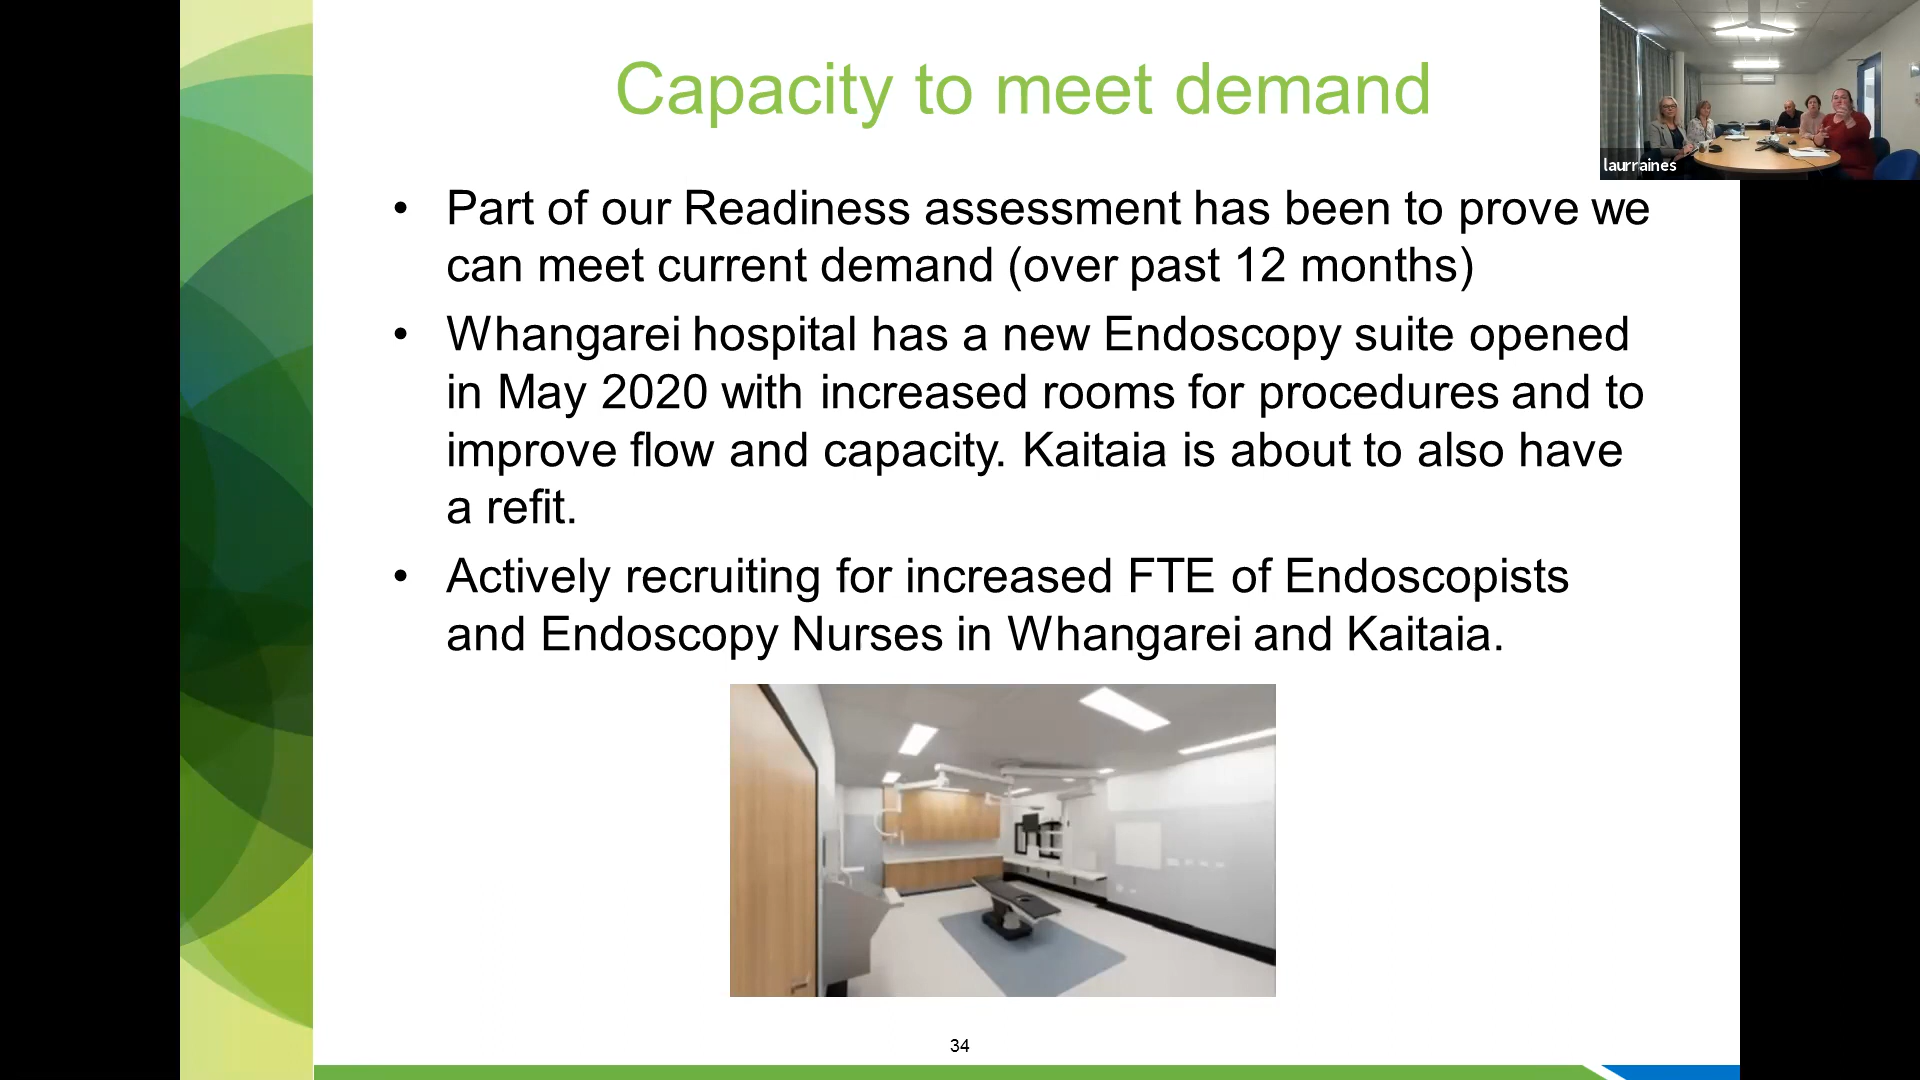 Capacity to meet demand
laurraines
• Part of our Readiness assessment has been to prove we
can meet current demand (over past 12 months)
• Whangarei hospital has a new Endoscopy suite opened
in May 2020 with increased rooms for procedures and to
improve flow and capacity. Kaitaia is about to also have
a refit.
• Actively recruiting for increased FTE of Endoscopists
and Endoscopy Nurses in Whangarei and Kaitaia.
34